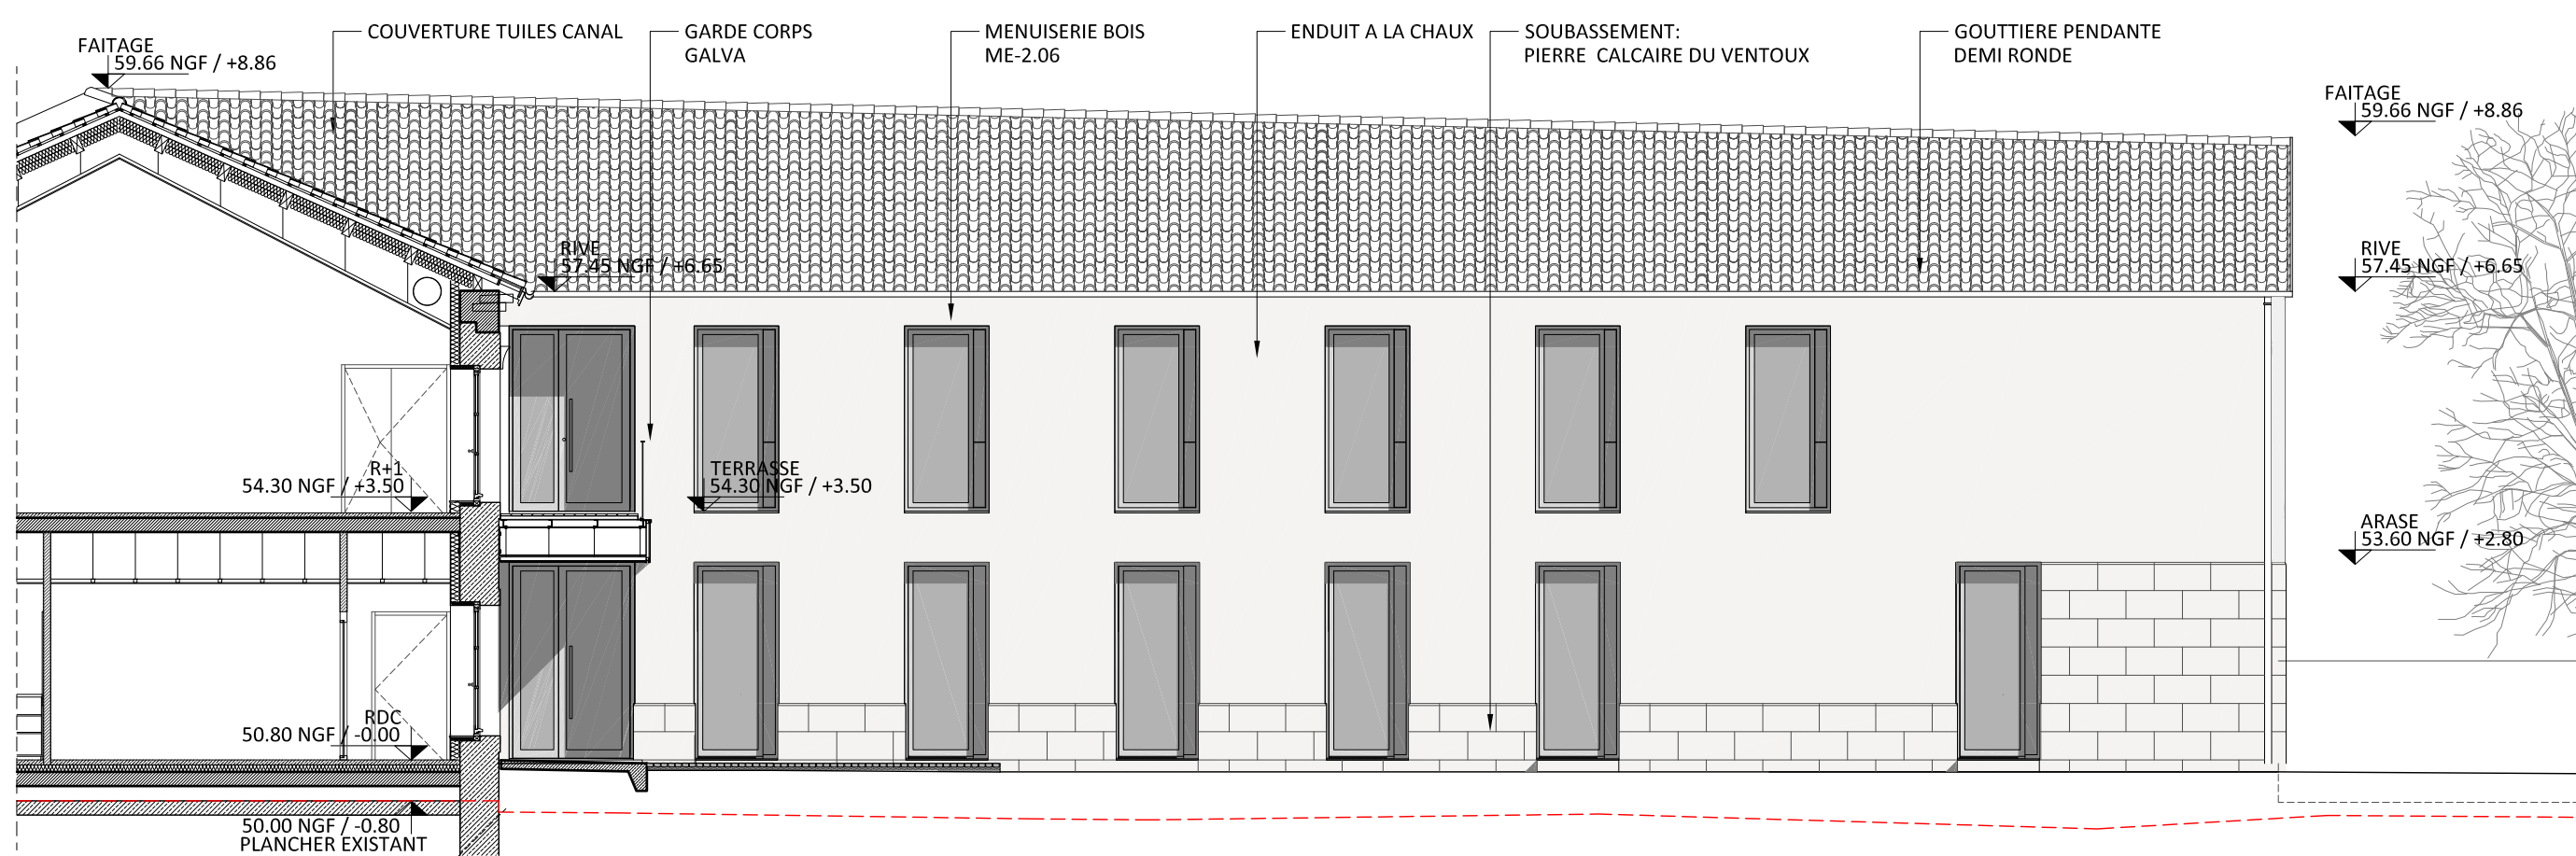 COUVERTURE TUILES CANAL
GARDE CORPS
GALVA
MENUISERIE BOIS
ME-2.06
ENDUIT A LA CHAUX
SOUBASSEMENT:
PIERRE  CALCAIRE DU VENTOUX
GOUTTIERE PENDANTE
DEMI RONDE
FAITAGE
59.66 NGF / +8.86
FAITAGE
59.66 NGF / +8.86
RIVE
57.45 NGF / +6.65
RIVE
57.45 NGF / +6.65
R+1
54.30 NGF / +3.50
TERRASSE
54.30 NGF / +3.50
ARASE
53.60 NGF / +2.80
RDC
50.80 NGF / -0.00
50.00 NGF / -0.80
PLANCHER EXISTANT